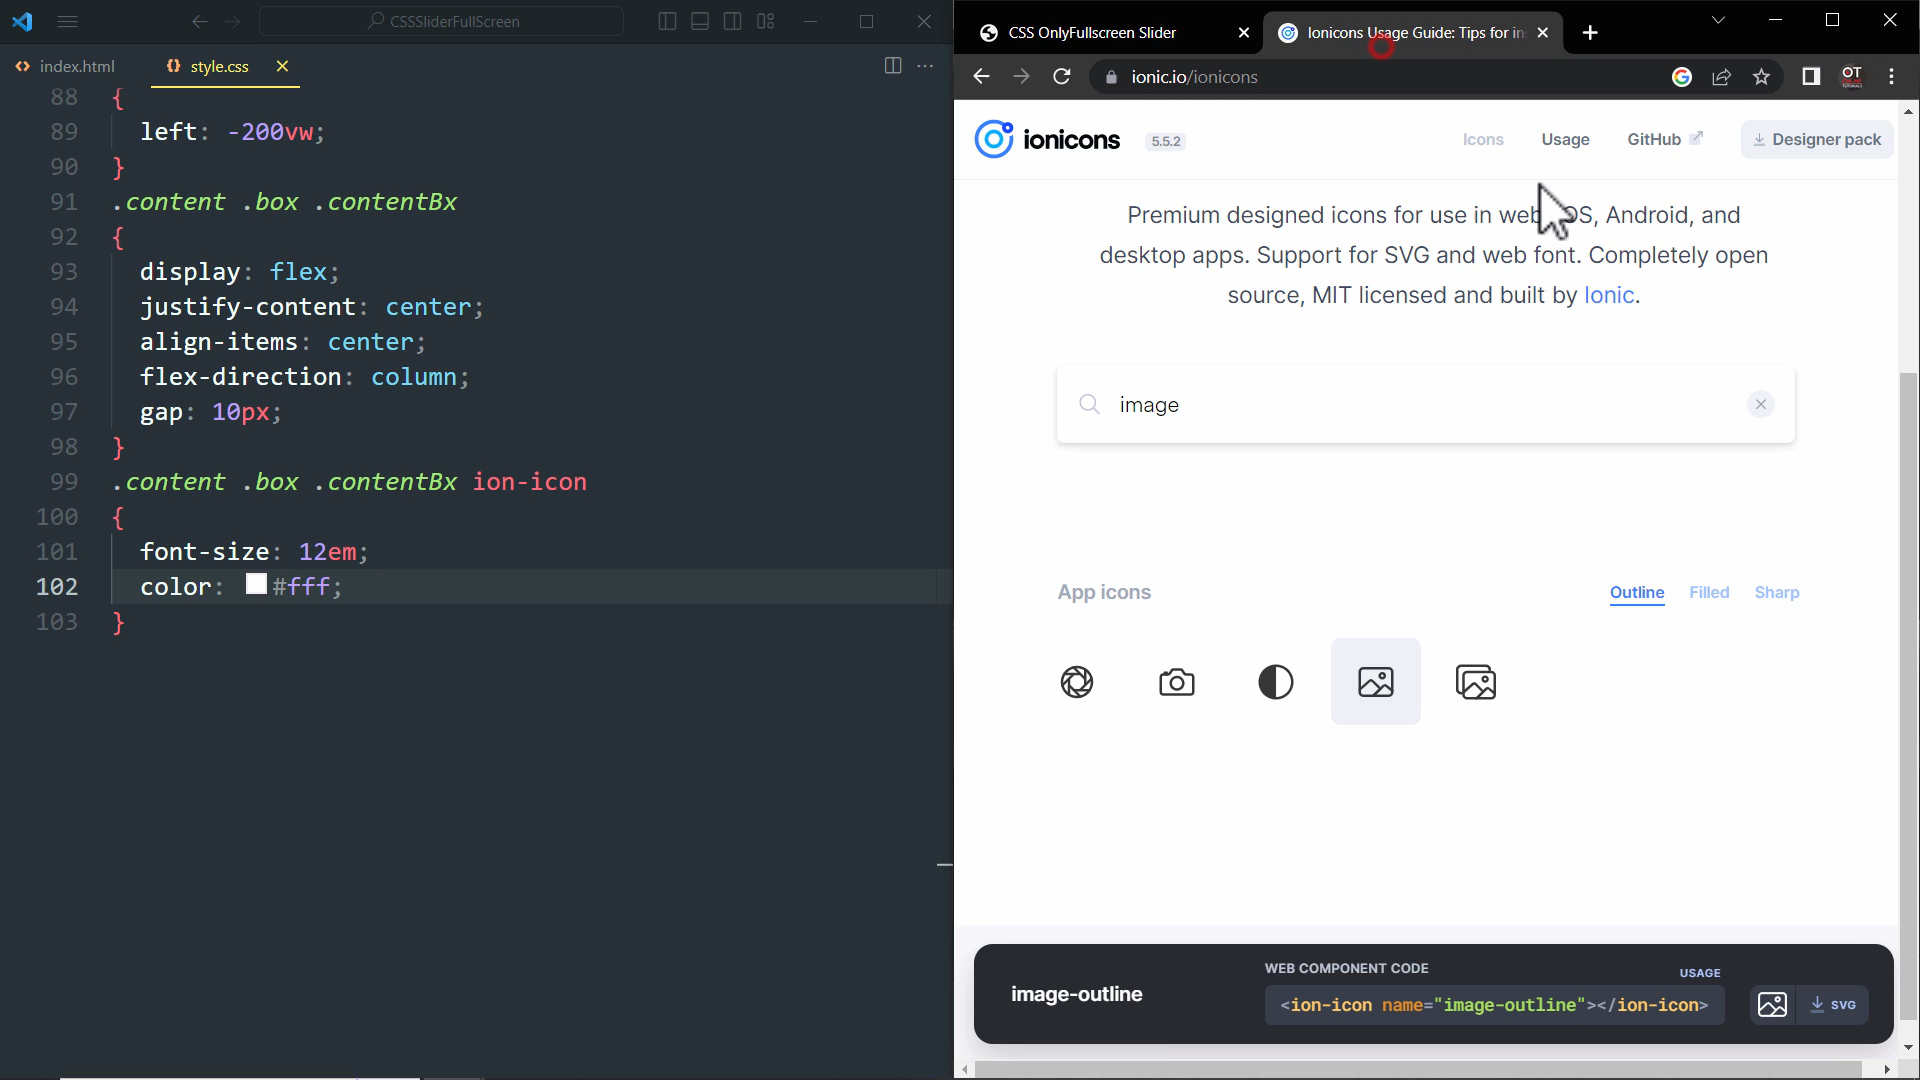 CSSSliderFullScreen
index.html
style.css
88 {
89 left: -200vw;
90 }
91 .content .box .contentBx
92 {
93 display: flex;
94 justify-content: center;
95 align-items: center;
96 flex-direction: column;
97 gap: 10px;
98 }
99 .content .box .contentBx ion-icon
100 {
101 font-size: 12em;
102 color: #fff;
103 }
CSS OnlyFullscreen Slider
Ionicons Usage Guide: Tips for in
ionic.io/ionicons
OT
ionicons 5.5.2
Icons Usage GitHub Designer pack
Premium designed icons for use in web, iOS, Android, and
desktop apps. Support for SVG and web font. Completely open
source, MIT licensed and built by Ionic.
image
App icons
Outline Filled Sharp
image-outline
WEB COMPONENT CODE
USAGE
<ion-icon name="image-outline"></ion-icon>
SVG